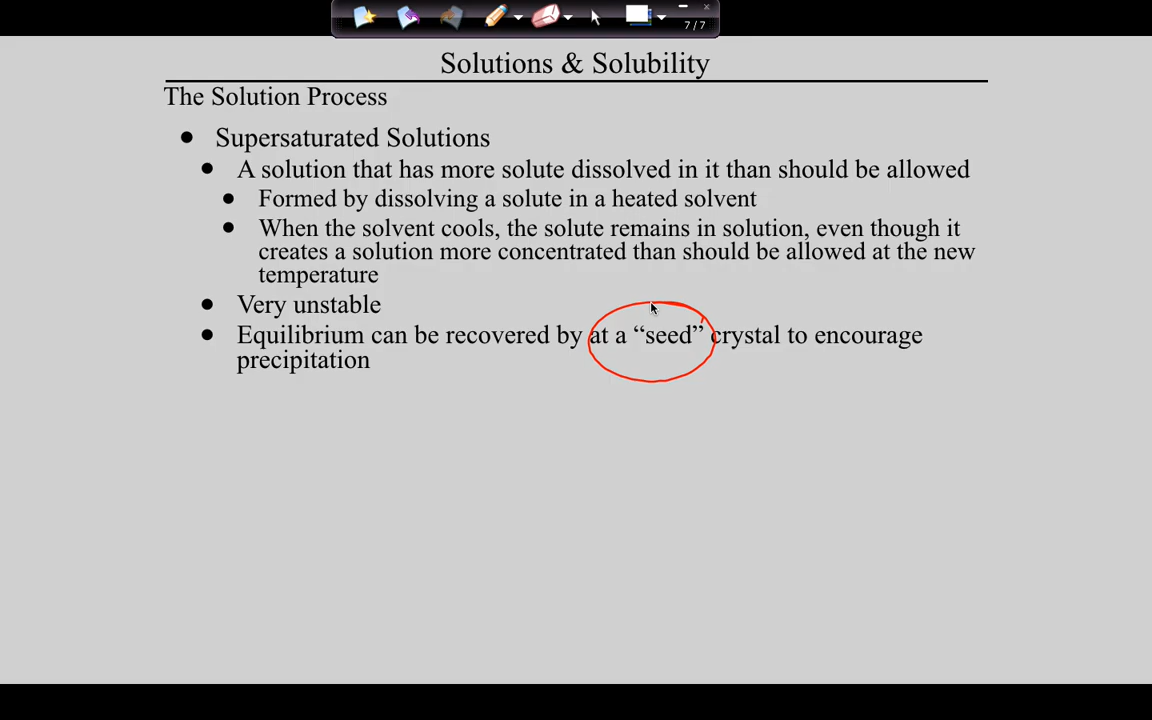 7/7
Solutions & Solubility
The Solution Process
• Supersaturated Solutions
• A solution that has more solute dissolved in it than should be allowed
• Formed by dissolving a solute in a heated solvent
• When the solvent cools, the solute remains in solution, even though it
creates a solution more concentrated than should be allowed at the new
temperature
• Very unstable
• Equilibrium can be recovered by at a “seed” crystal to encourage
precipitation